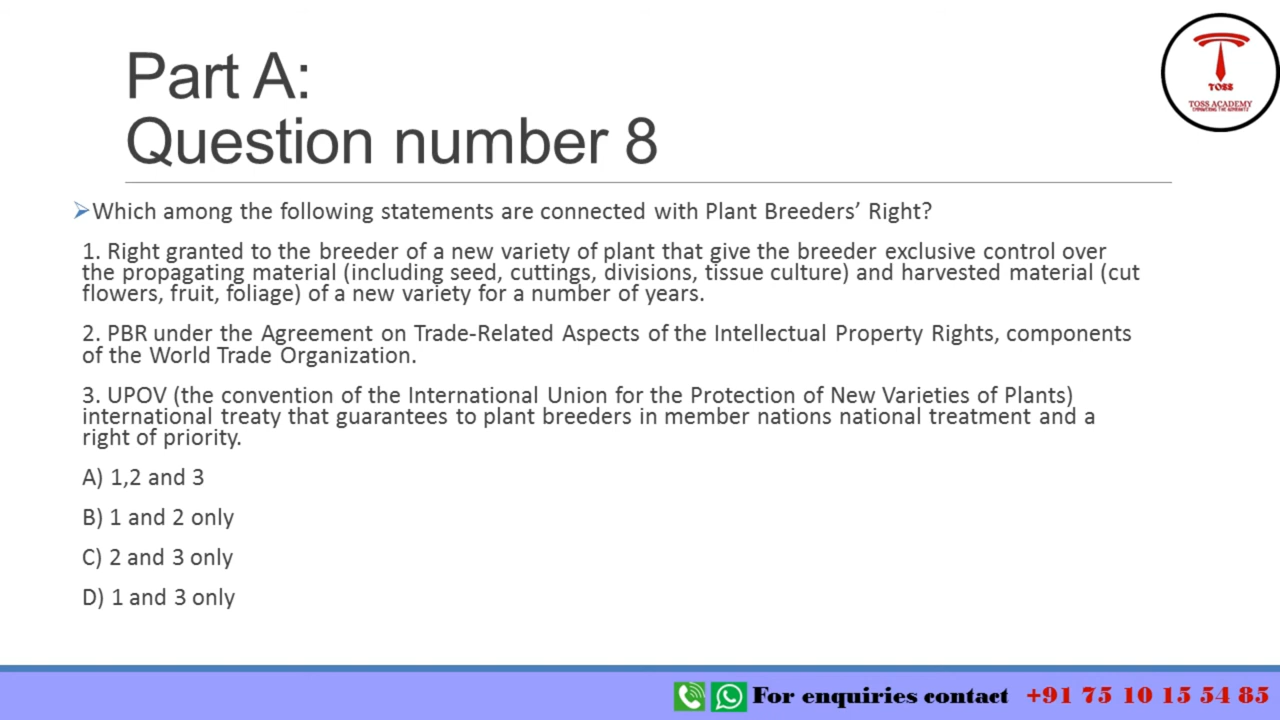 Part A:
Question number 8
TOSS
TOSS ACADEMY
Which among the following statements are connected with Plant Breeders’ Right?
1. Right granted to the breeder of a new variety of plant that give the breeder exclusive control over
the propagating material (including seed, cuttings, divisions, tissue culture) and harvested material (cut
flowers, fruit, foliage) of a new variety for a number of years.
2. PBR under the Agreement on Trade-Related Aspects of the Intellectual Property Rights, components
of the World Trade Organization.
3. UPOV (the convention of the International Union for the Protection of New Varieties of Plants)
international treaty that guarantees to plant breeders in member nations national treatment and a
right of priority.
A) 1,2 and 3
B) 1 and 2 only
C) 2 and 3 only
D) 1 and 3 only
For enquiries contact +91 75 10 15 54 85